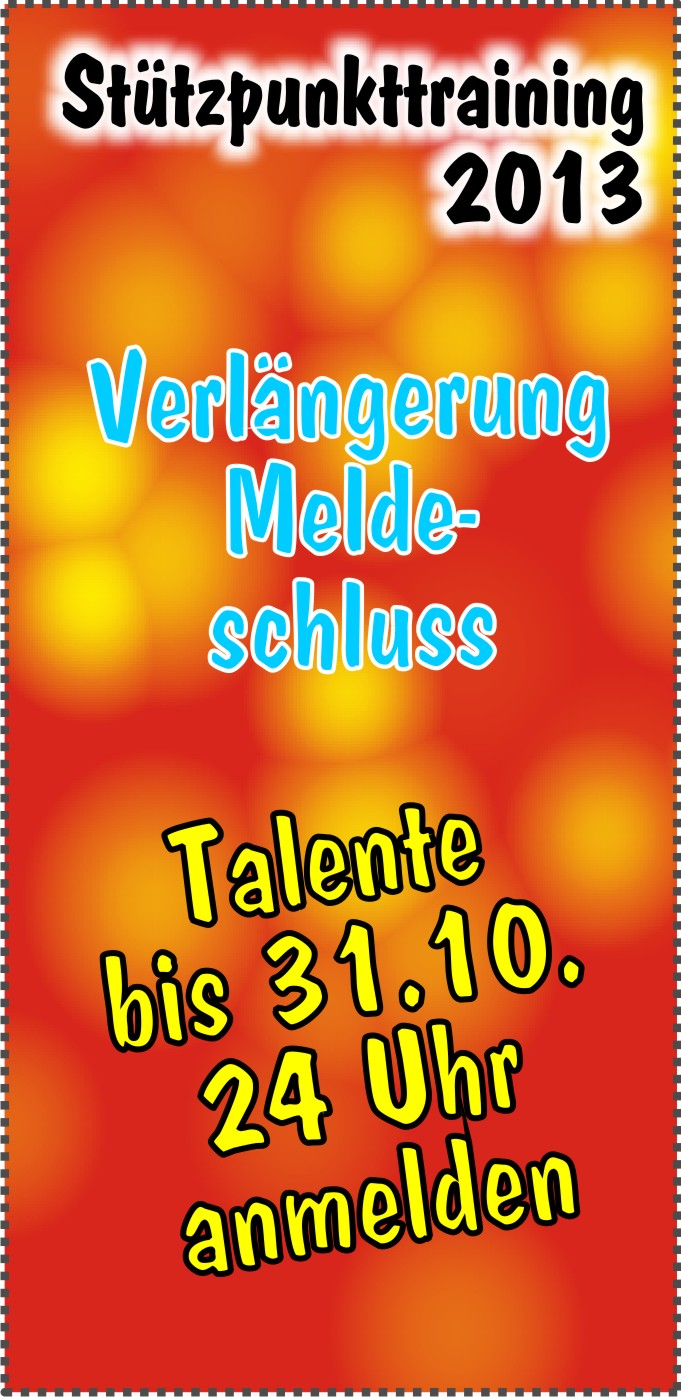 Stützpunkttraining
2013
Verlängerung
Melde-
schluss
Talente
bis 31.10.
24 Uhr
anmelden